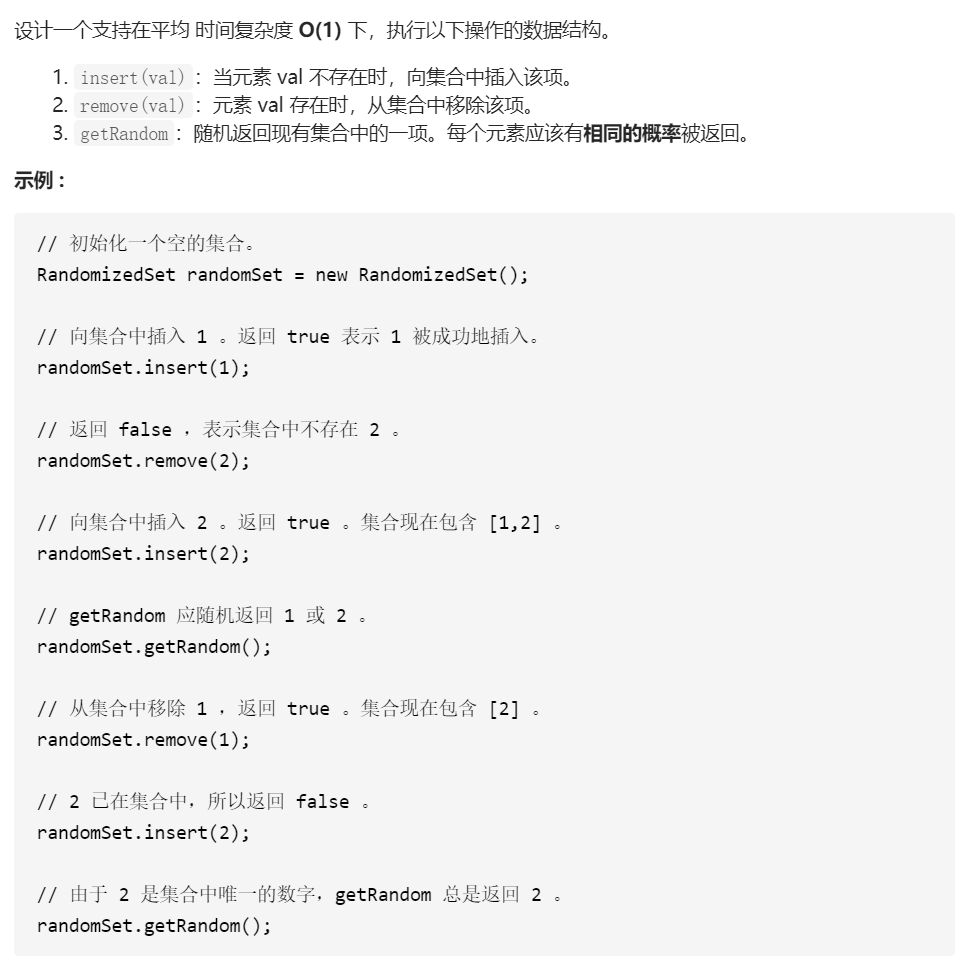 设计一个支持在平均 时间复杂度 O(1) 下，执行以下操作的数据结构。
1. insert(val)：当元素 val 不存在时，向集合中插入该项。
2. remove(val)：元素 val 存在时，从集合中移除该项。
3. getRandom：随机返回现有集合中的一项。每个元素应该有相同的概率被返回。
示例 :
// 初始化一个空的集合。
RandomizedSet randomSet = new RandomizedSet();
// 向集合中插入 1 。返回 true 表示 1 被成功地插入。
randomSet.insert(1);
// 返回 false ，表示集合中不存在 2 。
randomSet.remove(2);
// 向集合中插入 2 。返回 true 。集合现在包含 [1,2] 。
randomSet.insert(2);
// getRandom 应随机返回 1 或 2 。
randomSet.getRandom();
// 从集合中移除 1 ，返回 true 。集合现在包含 [2] 。
randomSet.remove(1);
// 2 已在集合中，所以返回 false 。
randomSet.insert(2);
// 由于 2 是集合中唯一的数字，getRandom 总是返回 2 。
randomSet.getRandom();